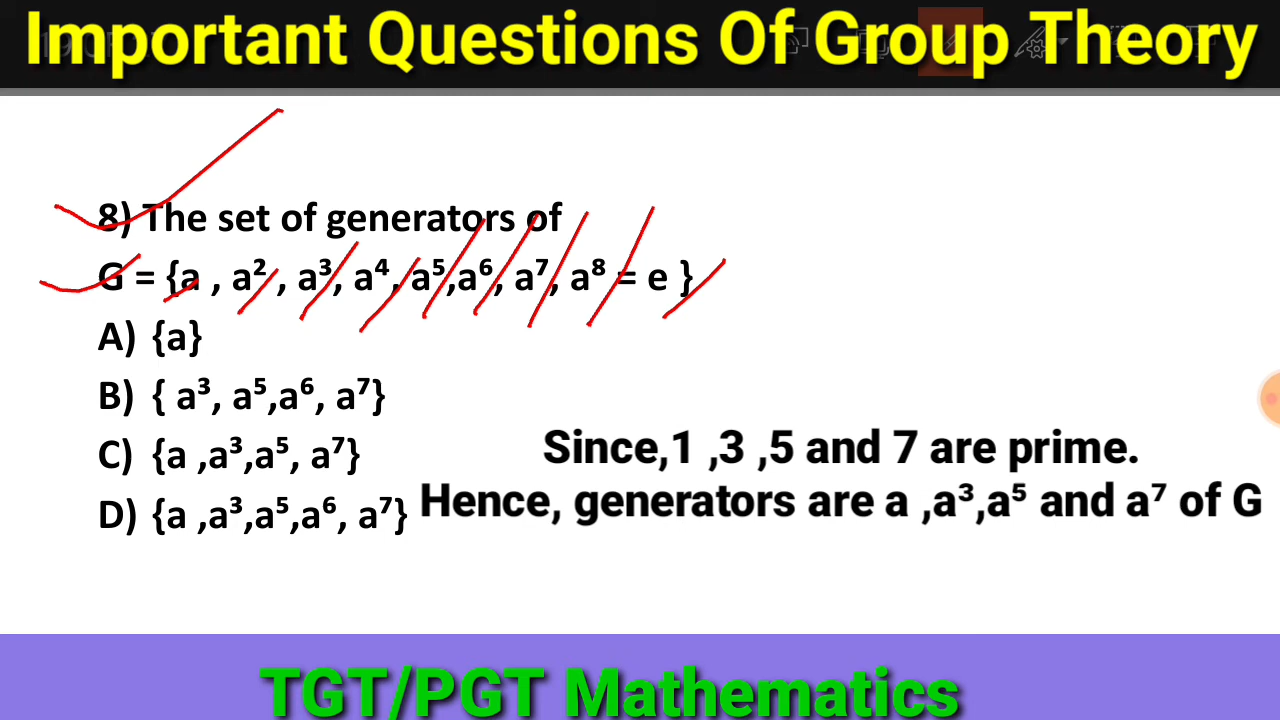 Important Questions Of Group Theory
8) The set of generators of
G = {a , a² , a³, a⁴, a⁵,a⁶, a⁷, a⁸ = e }
A) {a}
B) { a³, a⁵,a⁶, a⁷}
C) {a ,a³,a⁵, a⁷}
D) {a ,a³,a⁵,a⁶, a⁷}
Since,1 ,3 ,5 and 7 are prime.
Hence, generators are a ,a³,a⁵ and a⁷ of G
TGT/PGT Mathematics